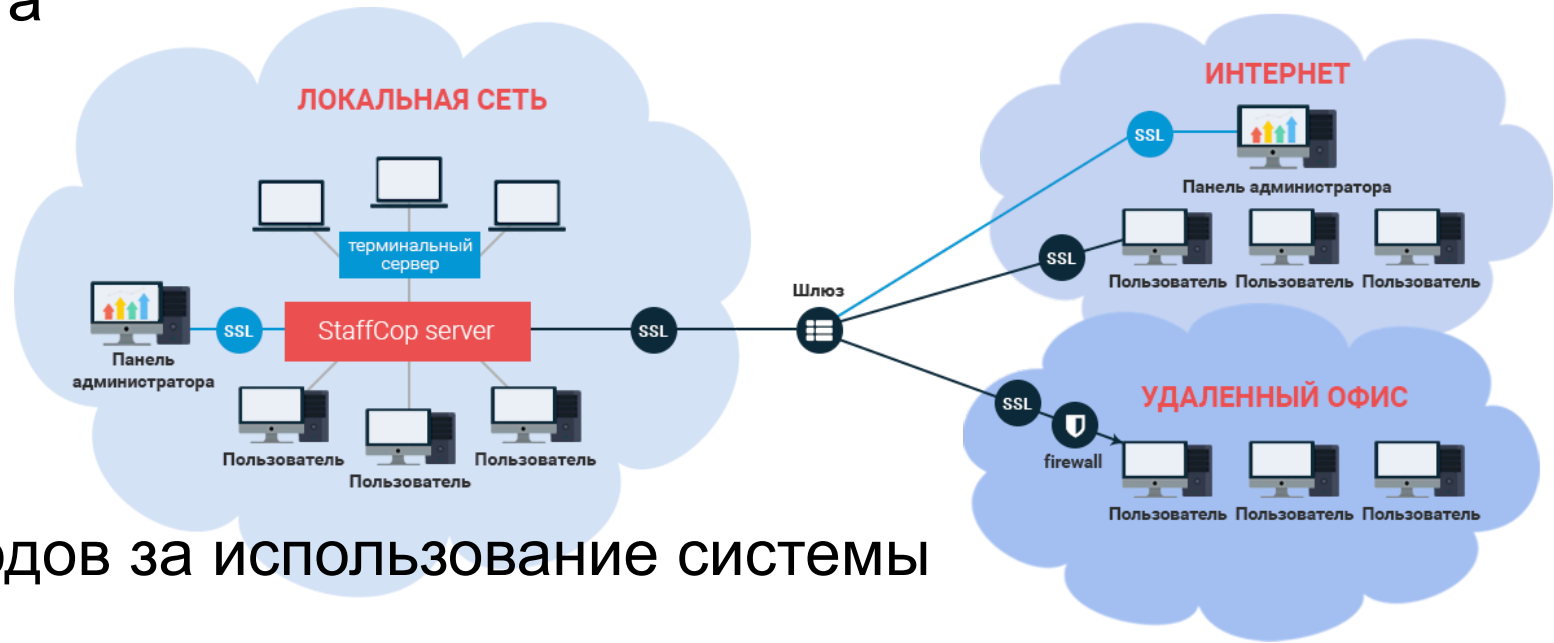 а
ЛОКАЛЬНАЯ СЕТЬ
терминальный
сервер
SSL
StaffCop server
SSL
Панель
администратора
Пользователь
Пользователь
Пользователь
Шлюз
ИНТЕРНЕТ
SSL
Панель администратора
SSL
Пользователь Пользователь Пользователь
УДАЛЕННЫЙ ОФИС
SSL
firewall
Пользователь Пользователь Пользователь
одов за использование системы